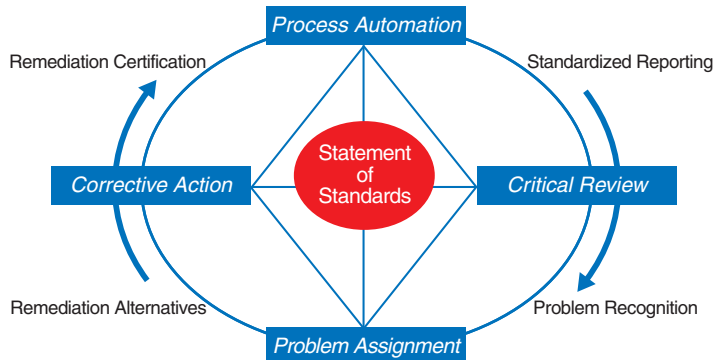 Process Automation
Remediation Certification
Standardized Reporting
Statement
of
Standards
Corrective Action
Critical Review
Remediation Alternatives
Problem Recognition
Problem Assignment